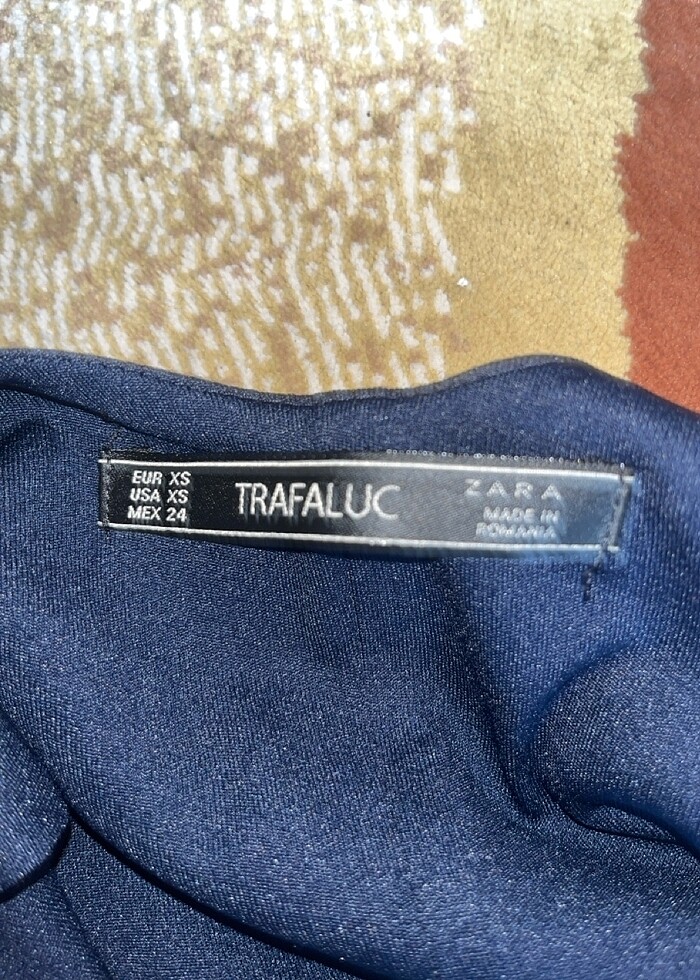 EUR XS
USA XS
MEX 24
TRAFALUC
ZARA
MADE IN
ROMANIA